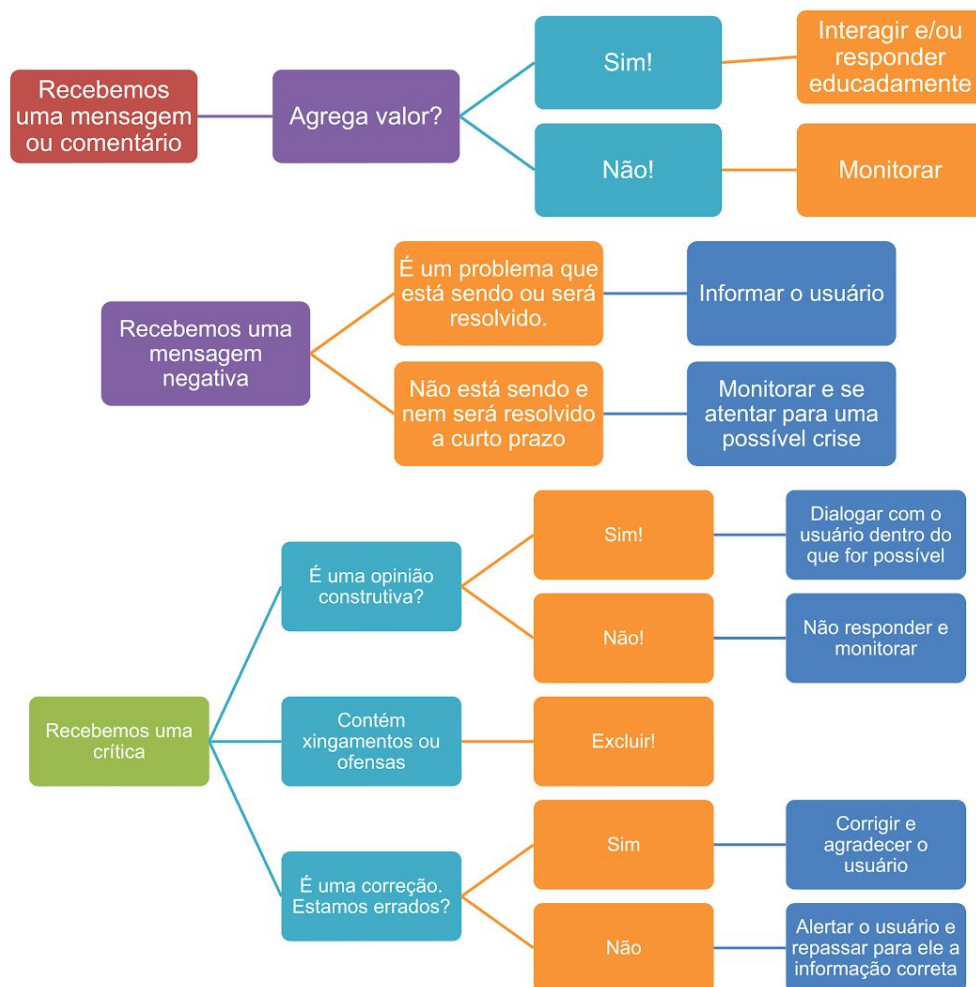 Recebemos
uma mensagem
ou comentário
Agrega valor?
Sim!
Interagir e/ou
responder
educadamente
Não!
Monitorar
Recebemos uma
mensagem
negativa
É um problema que
está sendo ou será
resolvido.
Informar o usuário
Não está sendo e
nem será resolvido
a curto prazo
Monitorar e se
atentar para uma
possível crise
Recebemos uma
crítica
É uma opinião
construtiva?
Sim!
Dialogar com o
usuário dentro do
que for possível
Não!
Não responder e
monitorar
Contém
xingamentos ou
ofensas
Excluir!
É uma correção.
Estamos errados?
Sim
Corrigir e
agradecer o
usuário
Não
Alertar o usuário e
repassar para ele a
informação correta